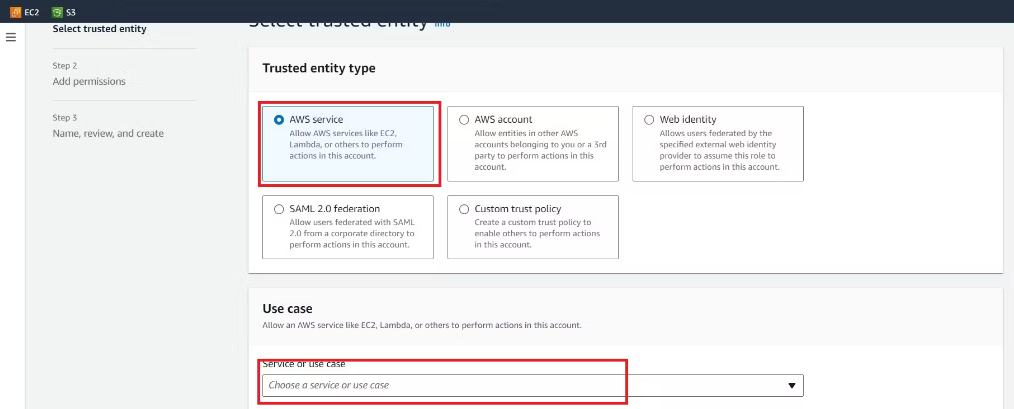 EC2 S3
Select trusted entity Info
Select trusted entity
Step 2
Add permissions
Step 3
Name, review, and create
Trusted entity type
AWS service
Allow AWS services like EC2,
Lambda, or others to perform
actions in this account.
AWS account
Allow entities in other AWS
accounts belonging to you or a 3rd
party to perform actions in this
account.
Web identity
Allows users federated by the
specified external web identity
provider to assume this role to
perform actions in this account.
SAML 2.0 federation
Allow users federated with SAML
2.0 from a corporate directory to
perform actions in this account.
Custom trust policy
Create a custom trust policy to
enable others to perform actions
in this account.
Use case
Allow an AWS service like EC2, Lambda, or others to perform actions in this account.
Service or use case
Choose a service or use case